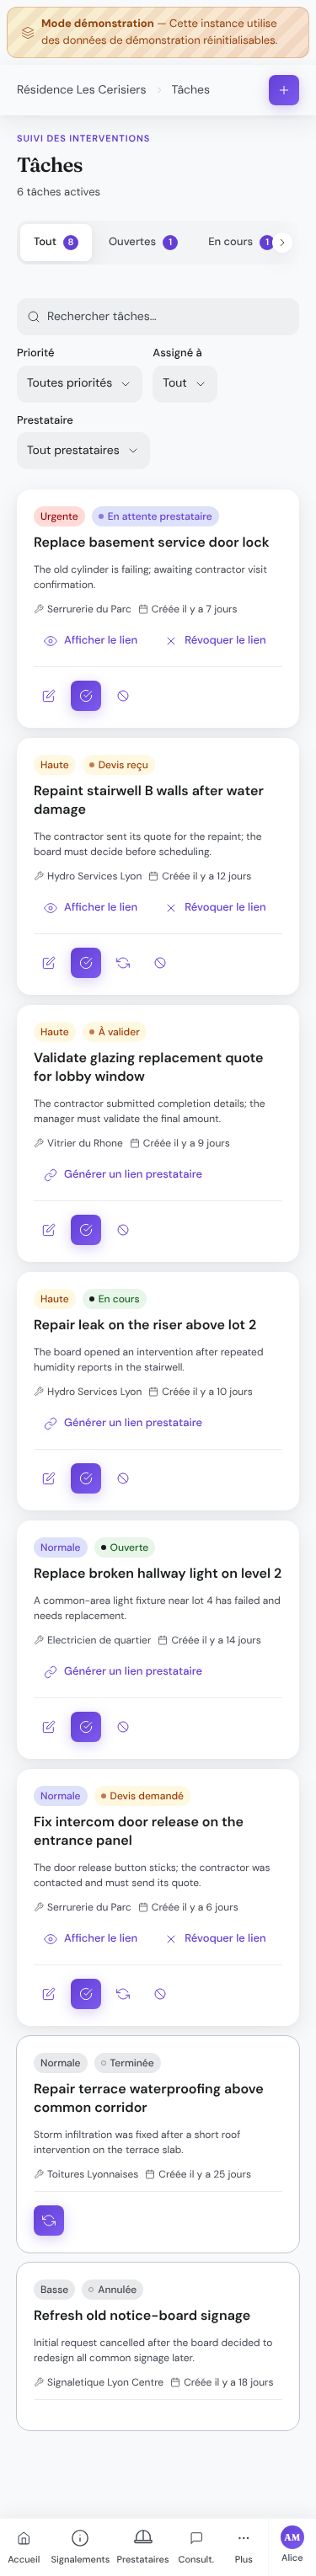 Mode démonstration — Cette instance utilise
des données de démonstration réinitialisables.
Résidence Les Cerisiers > Tâches
SUIVI DES INTERVENTIONS
Tâches
6 tâches actives
Tout 8 Ouvertes 1 En cours 1
Rechercher tâches...
Priorité Assigné à
Toutes priorités Tout
Prestataire
Tout prestataires
Urgente En attente prestataire
Replace basement service door lock
The old cylinder is failing; awaiting contractor visit
confirmation.
Serrurerie du Parc Créée il y a 7 jours
Afficher le lien Révoquer le lien
Haute Devis reçu
Repaint stairwell B walls after water
damage
The contractor sent its quote for the repaint; the
board must decide before scheduling.
Hydro Services Lyon Créée il y a 12 jours
Afficher le lien Révoquer le lien
Haute À valider
Validate glazing replacement quote
for lobby window
The contractor submitted completion details; the
manager must validate the final amount.
Vitrier du Rhone Créée il y a 9 jours
Générer un lien prestataire
Haute En cours
Repair leak on the riser above lot 2
The board opened an intervention after repeated
humidity reports in the stairwell.
Hydro Services Lyon Créée il y a 10 jours
Générer un lien prestataire
Normale Ouverte
Replace broken hallway light on level 2
A common-area light fixture near lot 4 has failed and
needs replacement.
Electricien de quartier Créée il y a 14 jours
Générer un lien prestataire
Normale Devis demandé
Fix intercom door release on the
entrance panel
The door release button sticks; the contractor was
contacted and must send its quote.
Serrurerie du Parc Créée il y a 6 jours
Afficher le lien Révoquer le lien
Normale Terminée
Repair terrace waterproofing above
common corridor
Storm infiltration was fixed after a short roof
intervention on the terrace slab.
Toitures Lyonnaises Créée il y a 25 jours
Basse Annulée
Refresh old notice-board signage
Initial request cancelled after the board decided to
redesign all common signage later.
Signaletique Lyon Centre Créée il y a 18 jours
AM
Accueil Signalements Prestataires Consult. Plus Alice